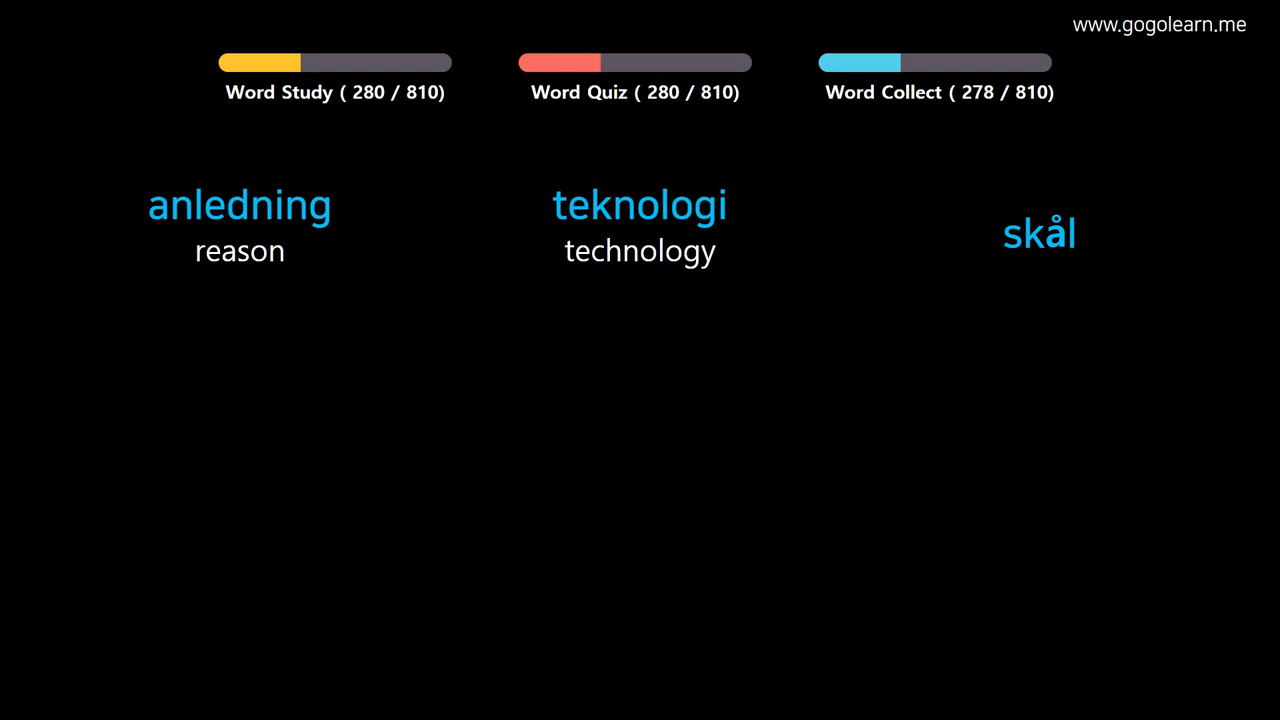 www.gogolearn.me
Word Study ( 280 / 810)
Word Quiz ( 280 / 810)
Word Collect ( 278 / 810)
anledning
reason
teknologi
technology
skål